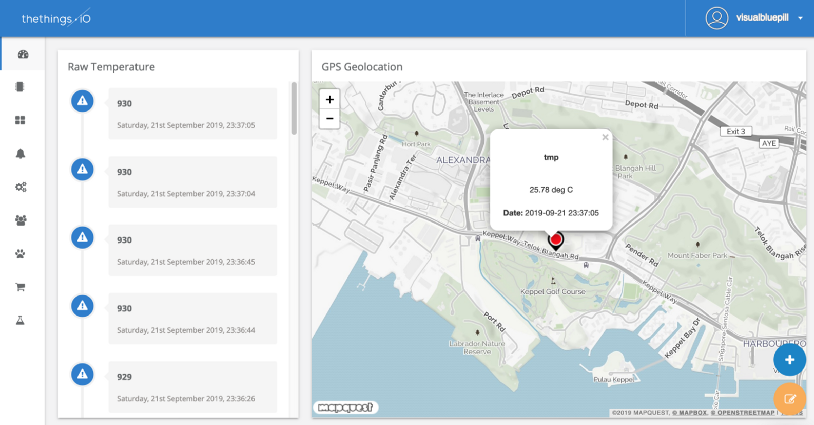 thethings.iO
visualbluepill
Raw Temperature
930
Saturday, 21st September 2019, 23:37:05
930
Saturday, 21st September 2019, 23:37:04
930
Saturday, 21st September 2019, 23:36:45
930
Saturday, 21st September 2019, 23:36:44
929
Saturday, 21st September 2019, 23:36:26
GPS Geolocation
+
−
×
tmp
25.78 deg C
Date: 2019-09-21 23:37:05
Canterbury
The Interlace
Basement
Levels
Depot Rd
Depot Rd
Exit 3
AYE
Hort Park
Pasir Panjang Rd
Alexandra Ter
ALEXANDRA
Blangah Hill
Park
Keppel Way
Keppel Way
Telok Blangah Rd
Pender Rd
Mount Faber Park
Telok Blangah Rise
Keppel Golf Course
Keppel Way
Port Rd
Labrador Nature
Reserve
Keppel Bay Dr
Singapore Sentosa Cable Car
HARBOURFRO
Pulau Keppel
mapquest
©2019 MAPQUEST, © MAPBOX, © OPENSTREETMAP |
+